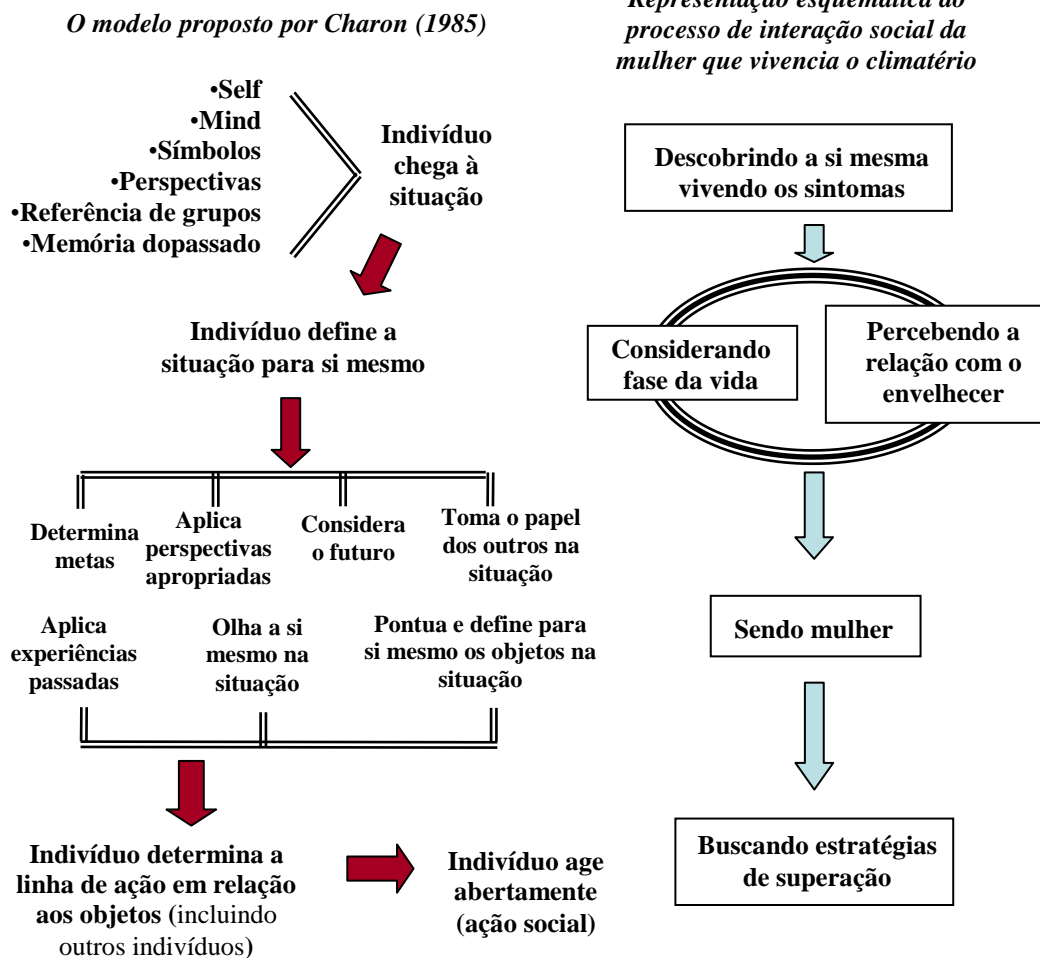 O modelo proposto por Charon (1985)
•Self
•Mind
•Símbolos
•Perspectivas
•Referência de grupos
•Memória dopassado
Indivíduo
chega à
situação
Indivíduo define a
situação para si mesmo
Determina
metas
Aplica
perspectivas
apropriadas
Considera
o futuro
Toma o papel
dos outros na
situação
Aplica
experiências
passadas
Olha a si
mesmo na
situação
Pontua e define para
si mesmo os objetos na
situação
Indivíduo determina a
linha de ação em relação
aos objetos (incluindo
outros indivíduos)
Indivíduo age
abertamente
(ação social)
Representação esquemática do
processo de interação social da
mulher que vivencia o climatério
Descobrindo a si mesma
vivendo os sintomas
Considerando
fase da vida
Percebendo a
relação com o
envelhecer
Sendo mulher
Buscando estratégias
de superação